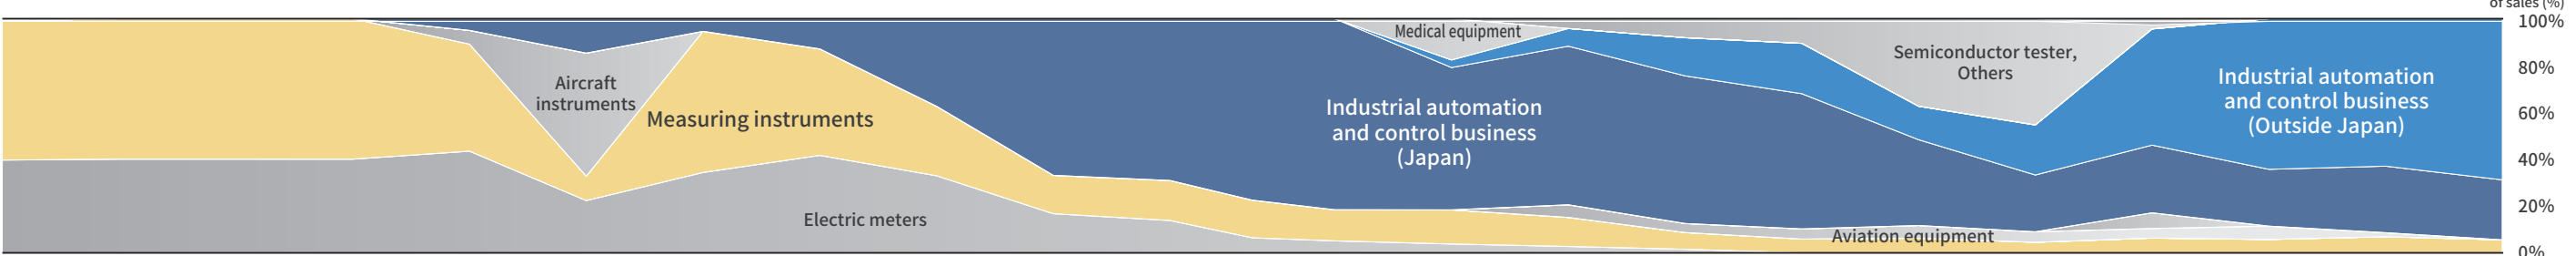 of sales (%)
100%
Medical equipment
Semiconductor tester,
Others
80%
Aircraft
instruments
Measuring instruments
Industrial automation
and control business
(Japan)
Industrial automation
and control business
(Outside Japan)
60%
40%
20%
Electric meters
Aviation equipment
0%